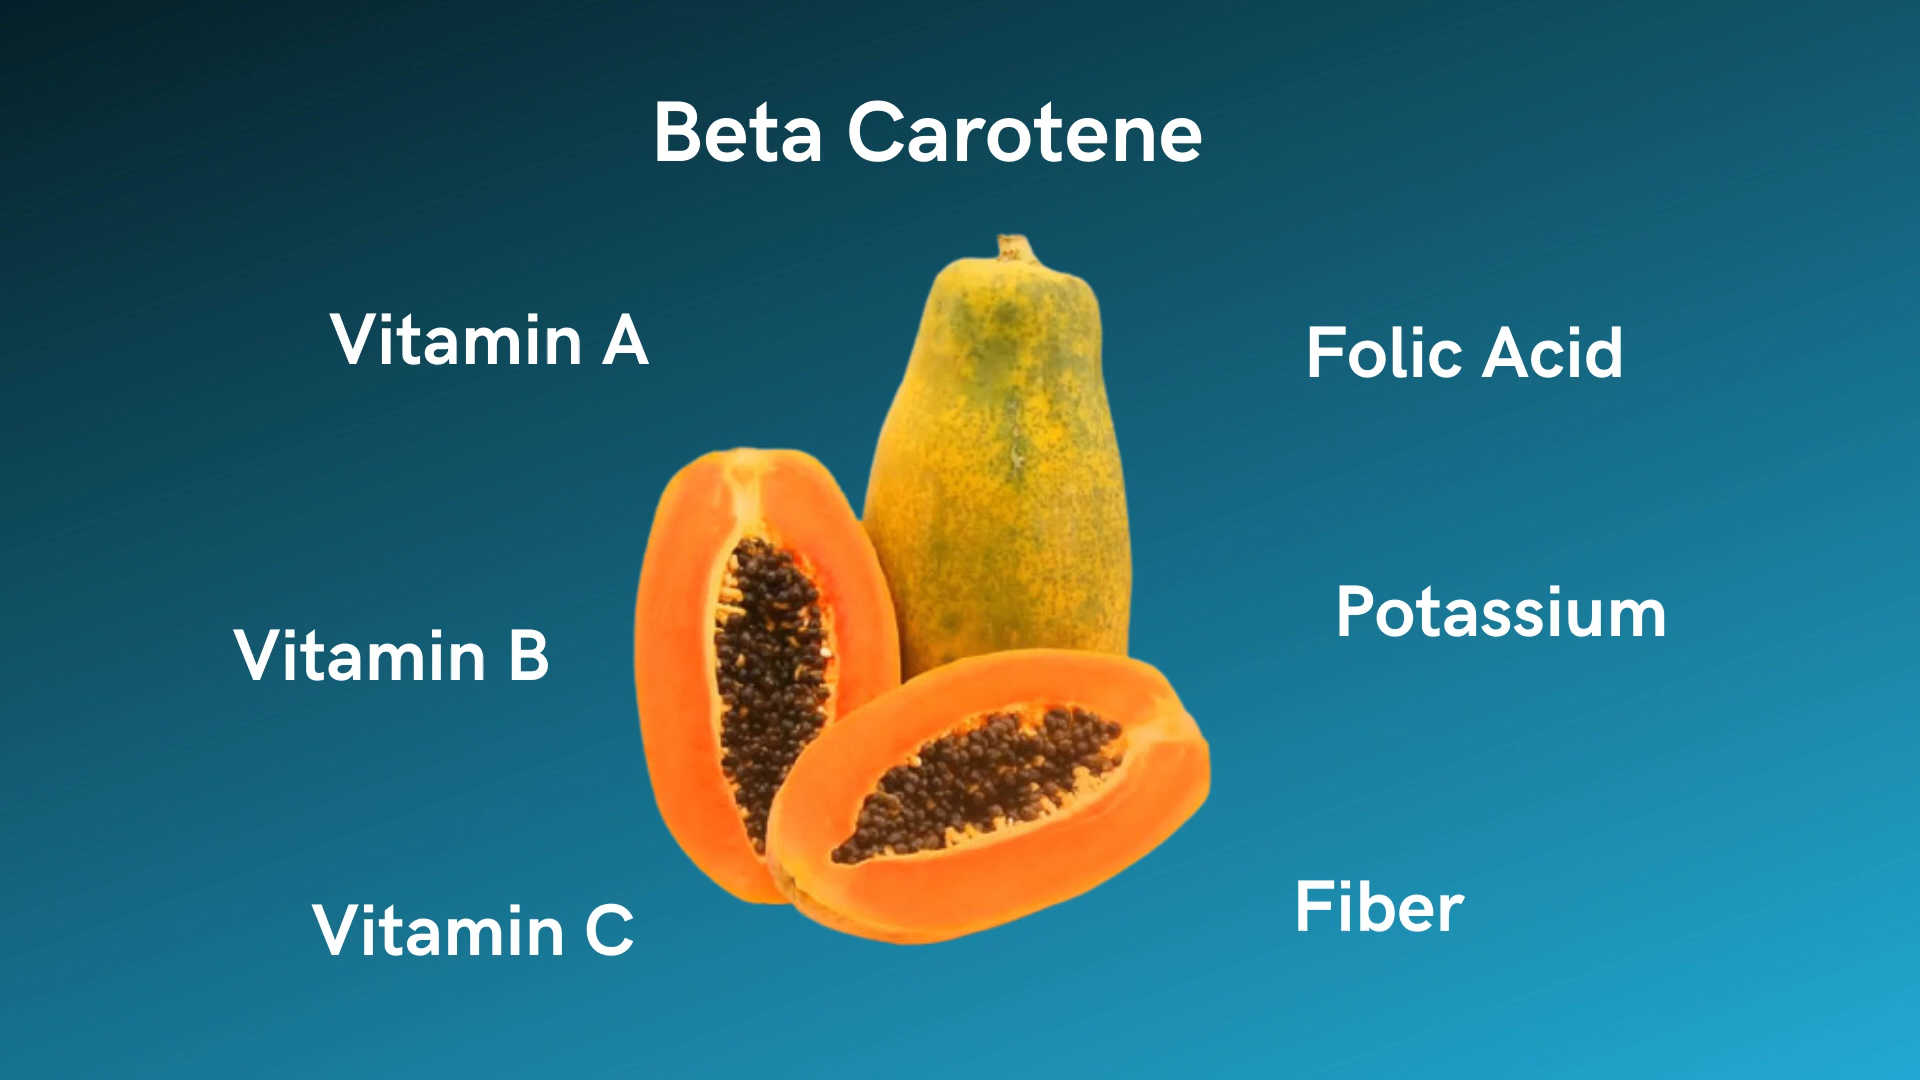 Beta Carotene
Vitamin A
Folic Acid
Potassium
Vitamin B
Fiber
Vitamin C